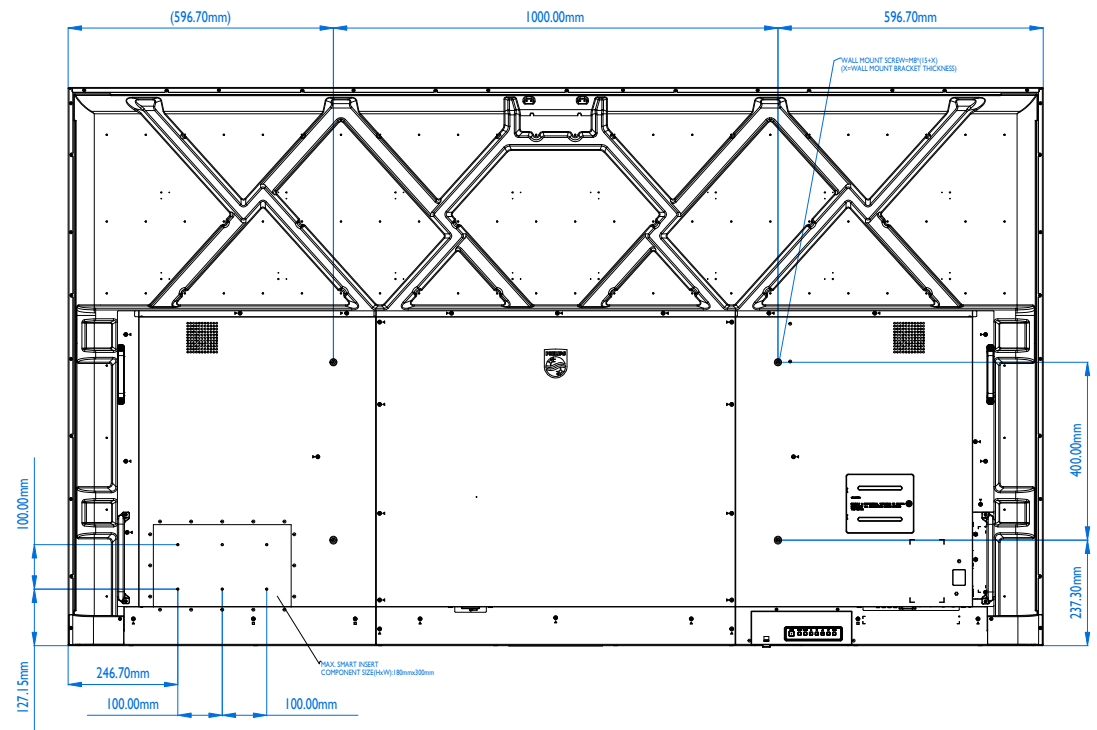 (596.70mm)
1000.00mm
596.70mm
WALL MOUNT SCREW=M8*(15+X)
(X=WALL MOUNT BRACKET THICKNESS)
PHILIPS
400.00mm
100.00mm
237.30mm
127.15mm
MAX. SMART INSERT
COMPONENT SIZE(HxW):180mmx300mm
246.70mm
100.00mm
100.00mm